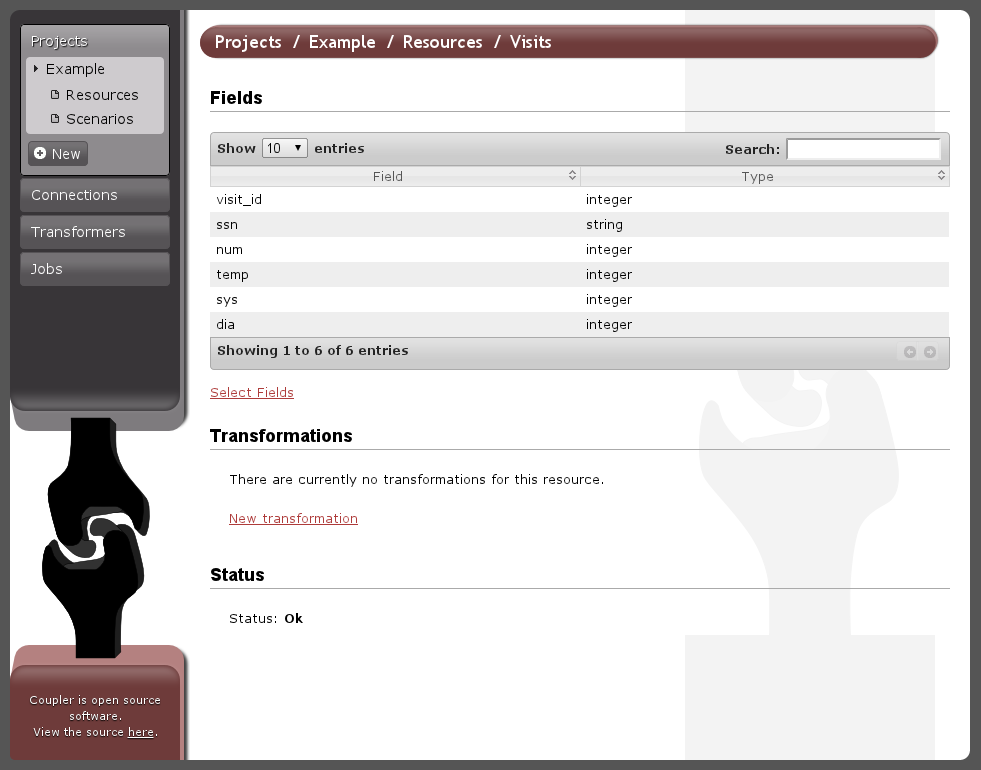 Projects
Example
Resources
Scenarios
New
Connections
Transformers
Jobs
Coupler is open source
software.
View the source here.
Projects / Example / Resources / Visits
Fields
Show 10 entries Search:
Field Type
visit_id integer
ssn string
num integer
temp integer
sys integer
dia integer
Showing 1 to 6 of 6 entries
Select Fields
Transformations
There are currently no transformations for this resource.
New transformation
Status
Status: Ok